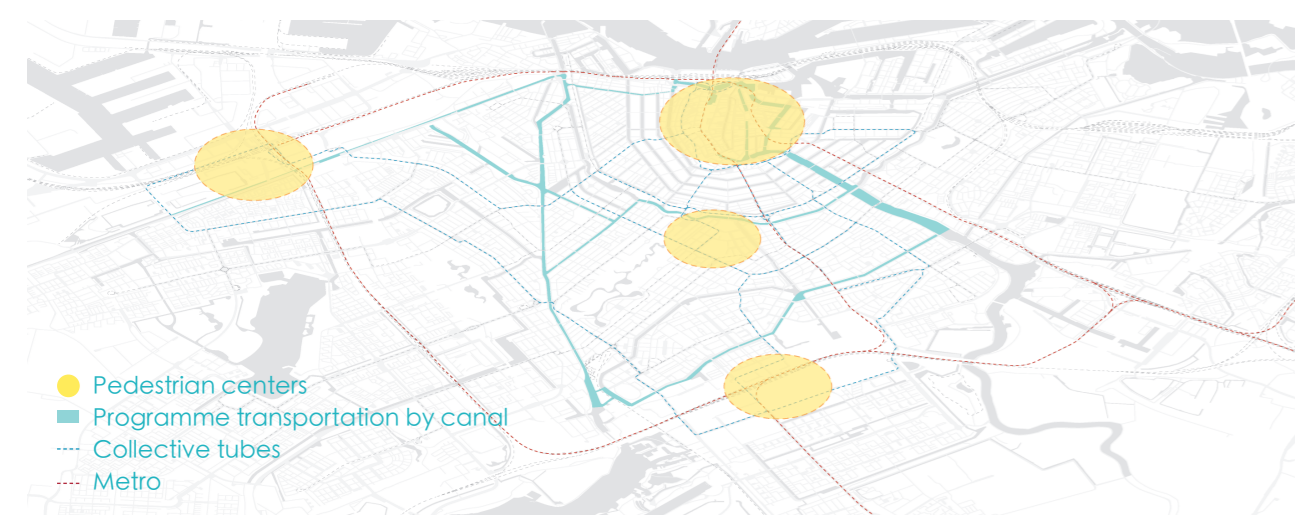 Pedestrian centers
Programme transportation by canal
Collective tubes
Metro